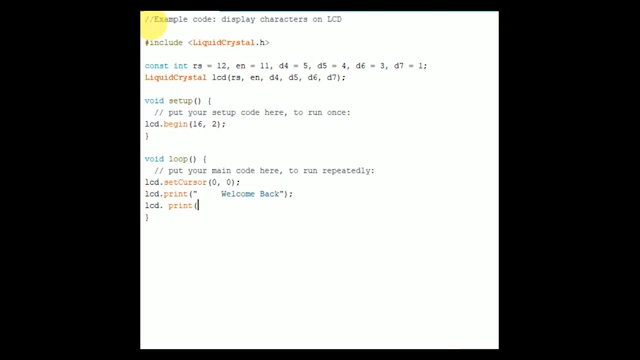 //Example code: display characters on LCD
#include <LiquidCrystal.h>
const int rs = 12, en = 11, d4 = 5, d5 = 4, d6 = 3, d7 = 1;
LiquidCrystal lcd(rs, en, d4, d5, d6, d7);
void setup() {
// put your setup code here, to run once:
lcd.begin(16, 2);
}
void loop() {
// put your main code here, to run repeatedly:
lcd.setCursor(0, 0);
lcd.print("    Welcome Back");
lcd. print(
}